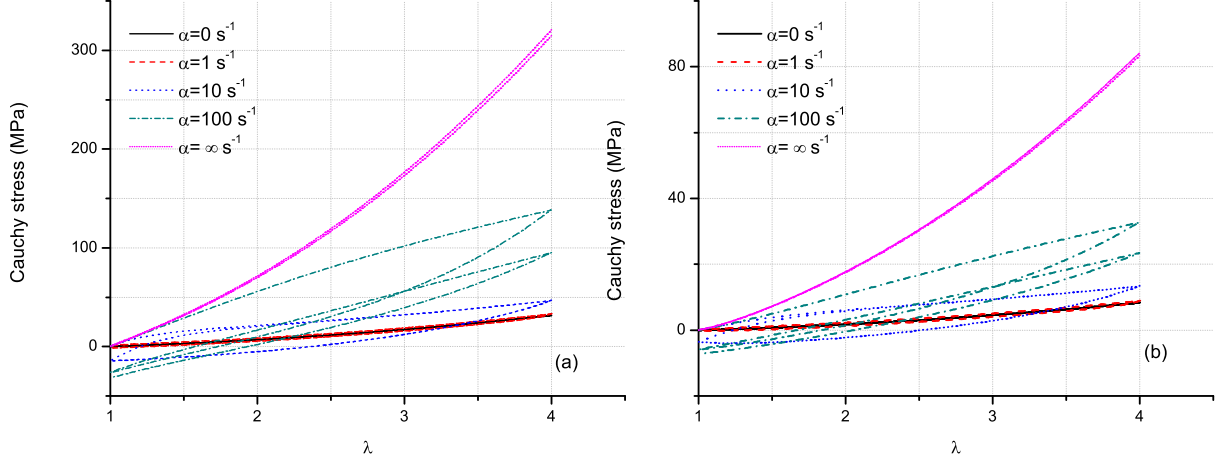 α=0 s⁻¹
α=1 s⁻¹
α=10 s⁻¹
α=100 s⁻¹
α= ∞ s⁻¹
300
200
100
0
Cauchy stress (MPa)
1
2
3
4
λ
(a)
α=0 s⁻¹
α=1 s⁻¹
α=10 s⁻¹
α=100 s⁻¹
α= ∞ s⁻¹
80
40
0
Cauchy stress (MPa)
1
2
3
4
λ
(b)